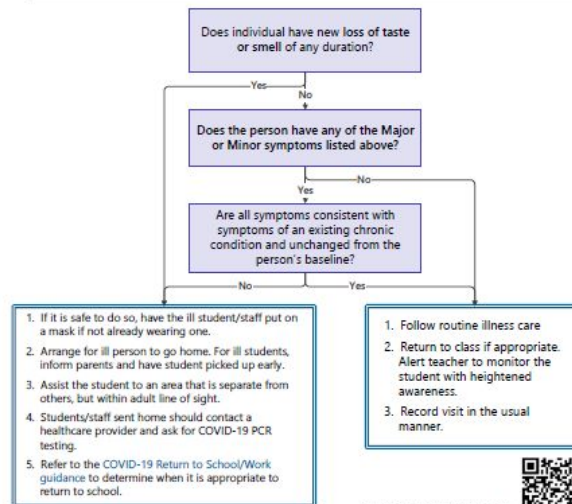 Does individual have new loss of taste
or smell of any duration?
Yes
No
Does the person have any of the Major
or Minor symptoms listed above?
No
Yes
Are all symptoms consistent with
symptoms of an existing chronic
condition and unchanged from the
person's baseline?
No
Yes
1. If it is safe to do so, have the ill student/staff put on
a mask if not already wearing one.
2. Arrange for ill person to go home. For ill students,
inform parents and have student picked up early.
3. Assist the student to an area that is separate from
others, but within adult line of sight.
4. Students/staff sent home should contact a
healthcare provider and ask for COVID-19 PCR
testing.
5. Refer to the COVID-19 Return to School/Work
guidance to determine when it is appropriate to
return to school.
1. Follow routine illness care
2. Return to class if appropriate.
Alert teacher to monitor the
student with heightened
awareness.
3. Record visit in the usual
manner.